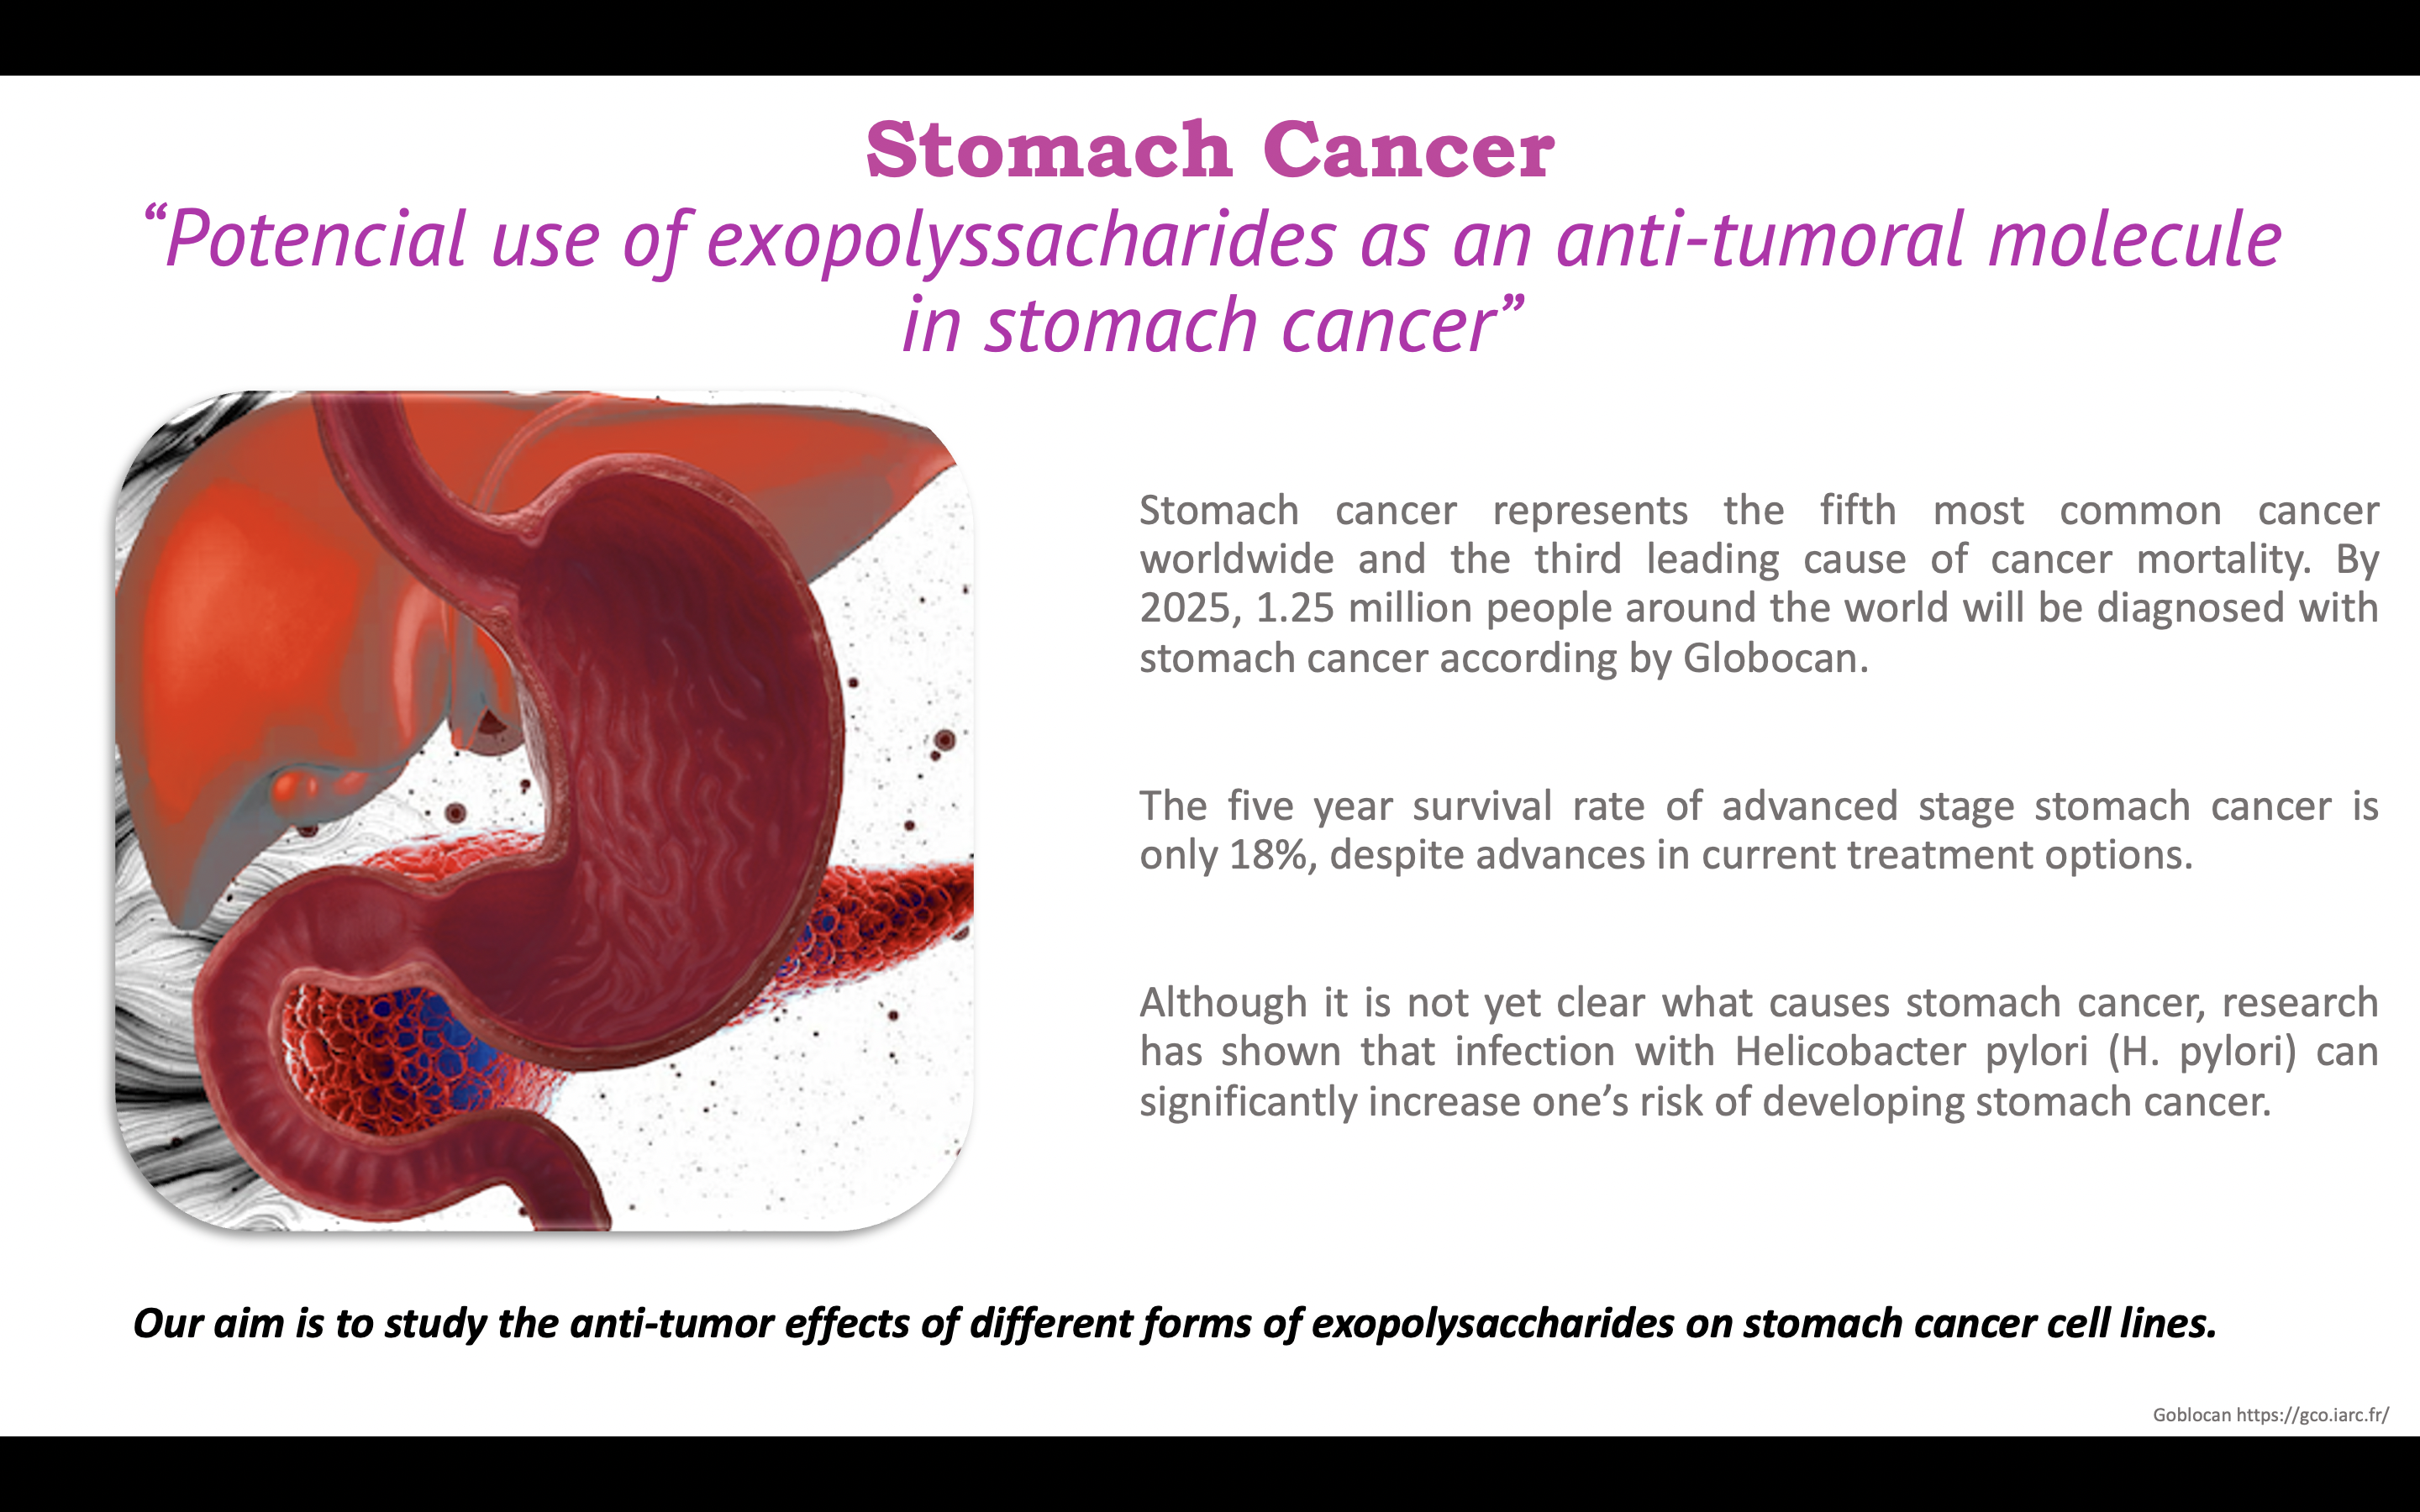 Stomach Cancer
“Potencial use of exopolyssacharides as an anti-tumoral molecule
in stomach cancer”
Stomach cancer represents the fifth most common cancer
worldwide and the third leading cause of cancer mortality. By
2025, 1.25 million people around the world will be diagnosed with
stomach cancer according by Globocan.
The five year survival rate of advanced stage stomach cancer is
only 18%, despite advances in current treatment options.
Although it is not yet clear what causes stomach cancer, research
has shown that infection with Helicobacter pylori (H. pylori) can
significantly increase one’s risk of developing stomach cancer.
Our aim is to study the anti-tumor effects of different forms of exopolysaccharides on stomach cancer cell lines.
Goblocan https://gco.iarc.fr/